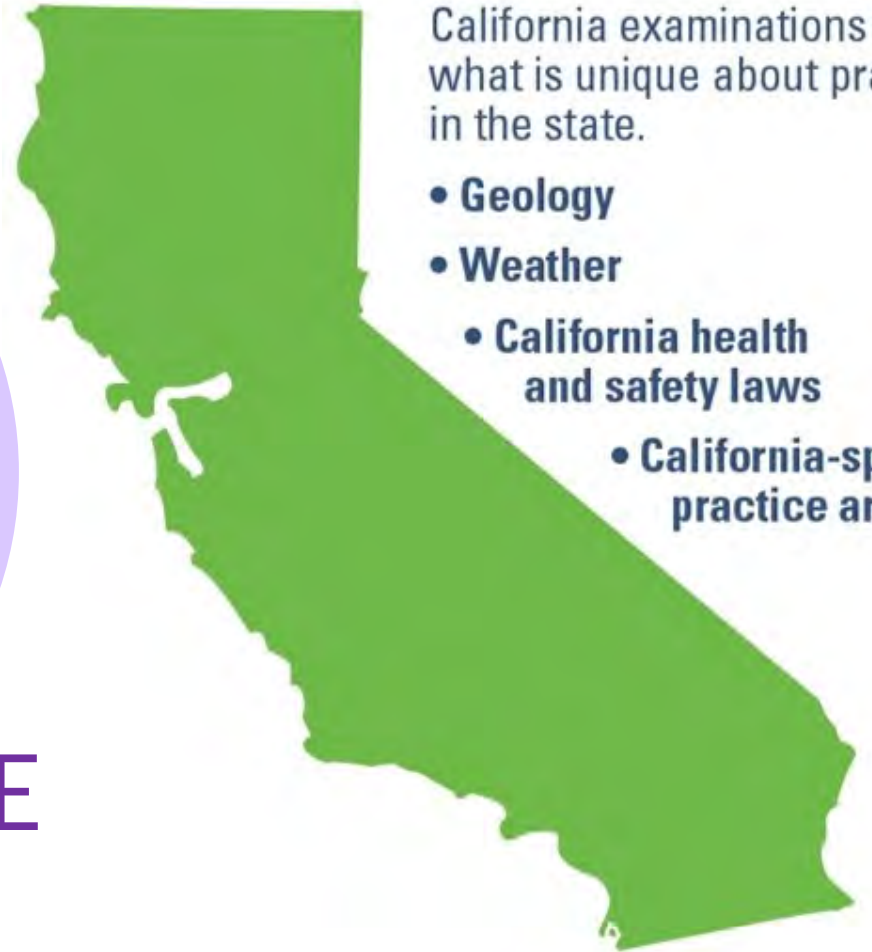 California examinations
what is unique about pra
in the state.
• Geology
• Weather
• California health
and safety laws
• California-sp
practice ar
E